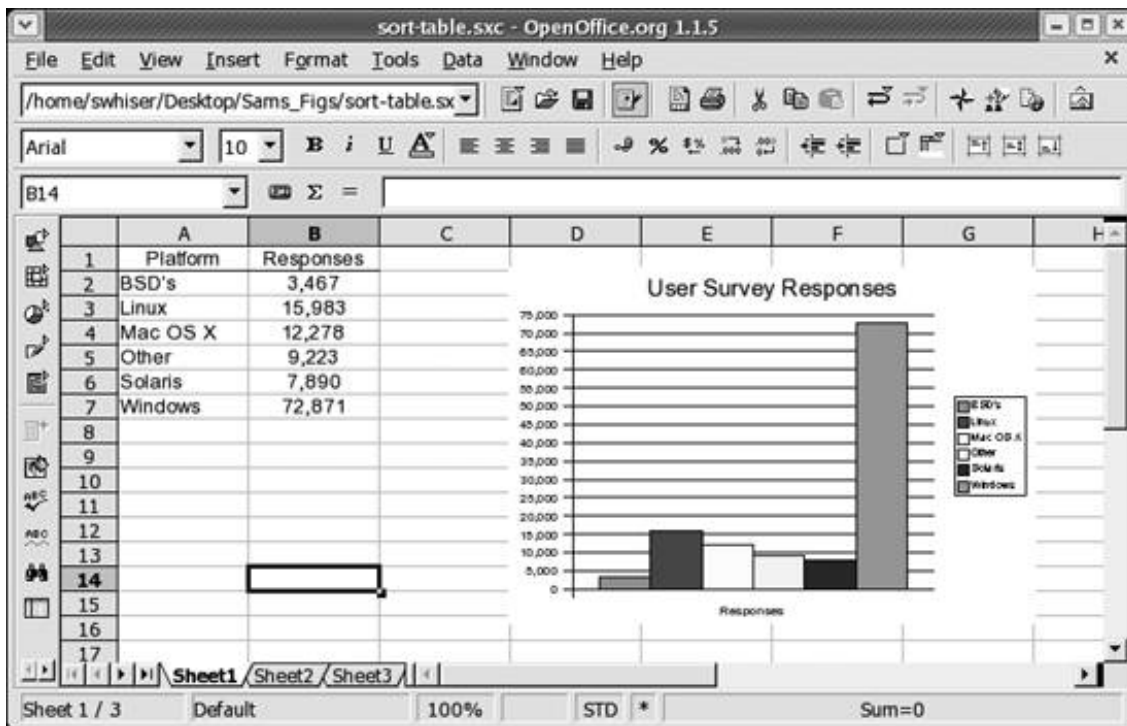 sort-table.sxc - OpenOffice.org 1.1.5
File Edit View Insert Format Tools Data Window Help
/home/swhiser/Desktop/Sams_Figs/sort-table.sx
Arial 10 B i U A
B14 Σ =
A B C D E F G H
1 Platform Responses
2 BSD's 3,467
3 Linux 15,983
4 Mac OS X 12,278
5 Other 9,223
6 Solaris 7,890
7 Windows 72,871
8
9
10
11
12
13
14
15
16
17
User Survey Responses
75,000
70,000
65,000
60,000
55,000
50,000
45,000
40,000
35,000
30,000
25,000
20,000
15,000
10,000
5,000
0
Responses
BSD's
Linux
Mac OS X
Other
Solaris
Windows
Sheet1 Sheet2 Sheet3
Sheet 1 / 3 Default 100% STD * Sum=0